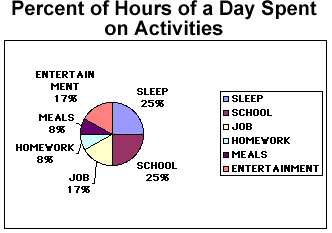 Percent of Hours of a Day Spent
on Activities
ENTERTAIN
MENT
17%
SLEEP
25%
MEALS
8%
HOMEWORK
8%
JOB
17%
SCHOOL
25%
SLEEP
SCHOOL
JOB
HOMEWORK
MEALS
ENTERTAINMENT